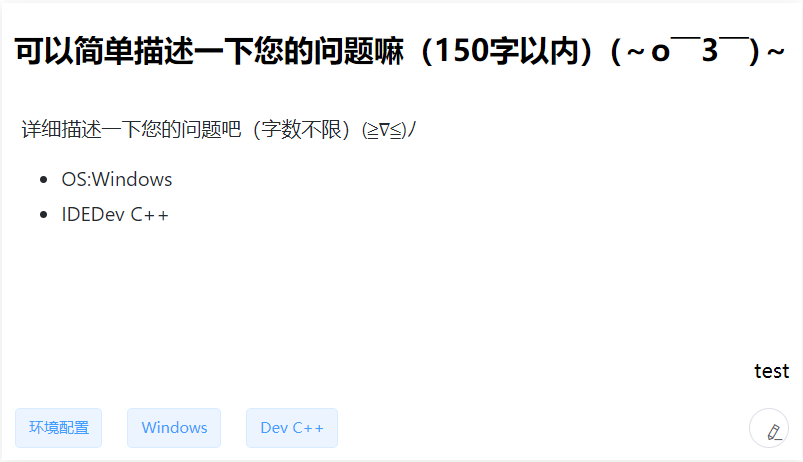 可以简单描述一下您的问题嘛（150字以内）(～o￣3￣)～
详细描述一下您的问题吧（字数不限）(≧∇≦)ﾉ
OS:Windows
IDEDev C++
test
环境配置
Windows
Dev C++